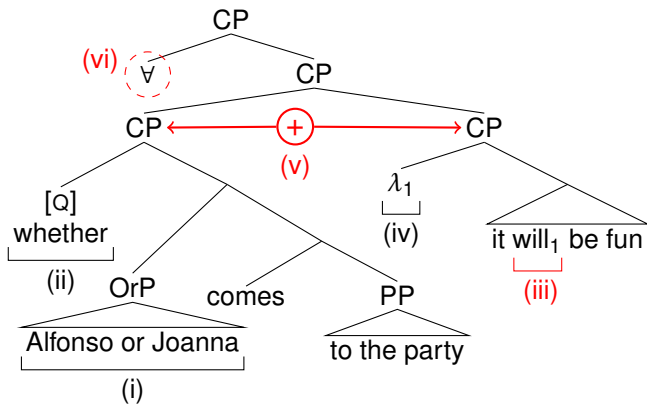 CP
(vi) ∀ CP
CP + CP
(v)
[Q] λ₁
whether (iv) it will₁ be fun
(ii) (iii)
OrP comes PP
Alfonso or Joanna to the party
(i)